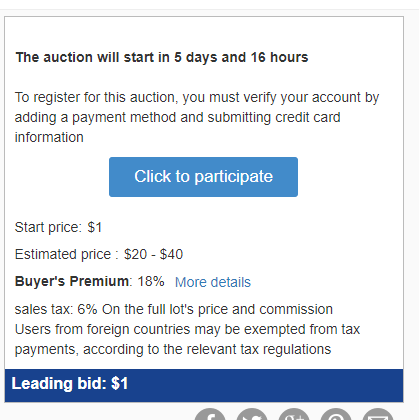 The auction will start in 5 days and 16 hours
To register for this auction, you must verify your account by
adding a payment method and submitting credit card
information
Click to participate
Start price: $1
Estimated price : $20 - $40
Buyer's Premium: 18% More details
sales tax: 6% On the full lot's price and commission
Users from foreign countries may be exempted from tax
payments, according to the relevant tax regulations
Leading bid: $1